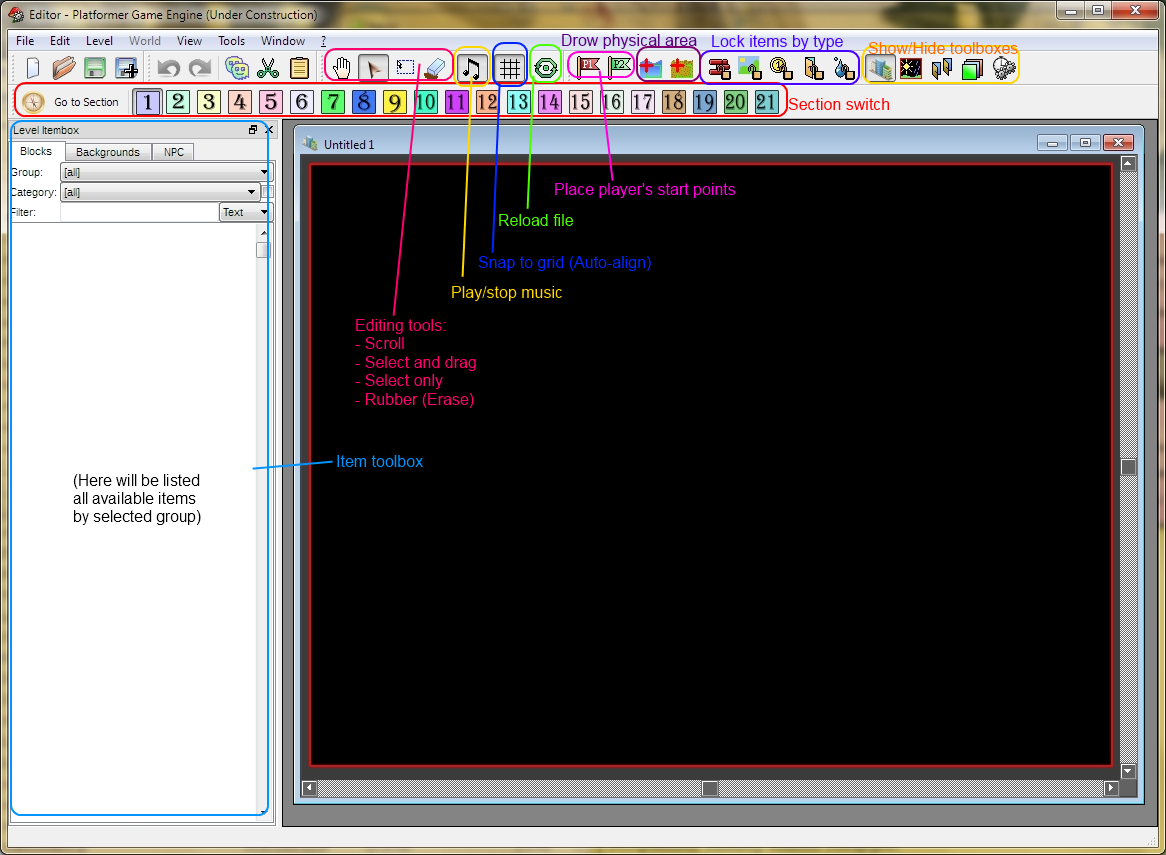 Editor - Platformer Game Engine (Under Construction)
File Edit Level World View Tools Window ?
Drow physical area
Lock items by type
Show/Hide toolboxes
P1 P2
Go to Section 1 2 3 4 5 6 7 8 9 10 11 12 13 14 15 16 17 18 19 20 21
Section switch
Level Itembox
Blocks Backgrounds NPC
Group: [all]
Category: [all]
Filter: Text
Untitled 1
Place player's start points
Reload file
Snap to grid (Auto-align)
Play/stop music
Editing tools:
- Scroll
- Select and drag
- Select only
- Rubber (Erase)
Item toolbox
(Here will be listed
all available items
by selected group)